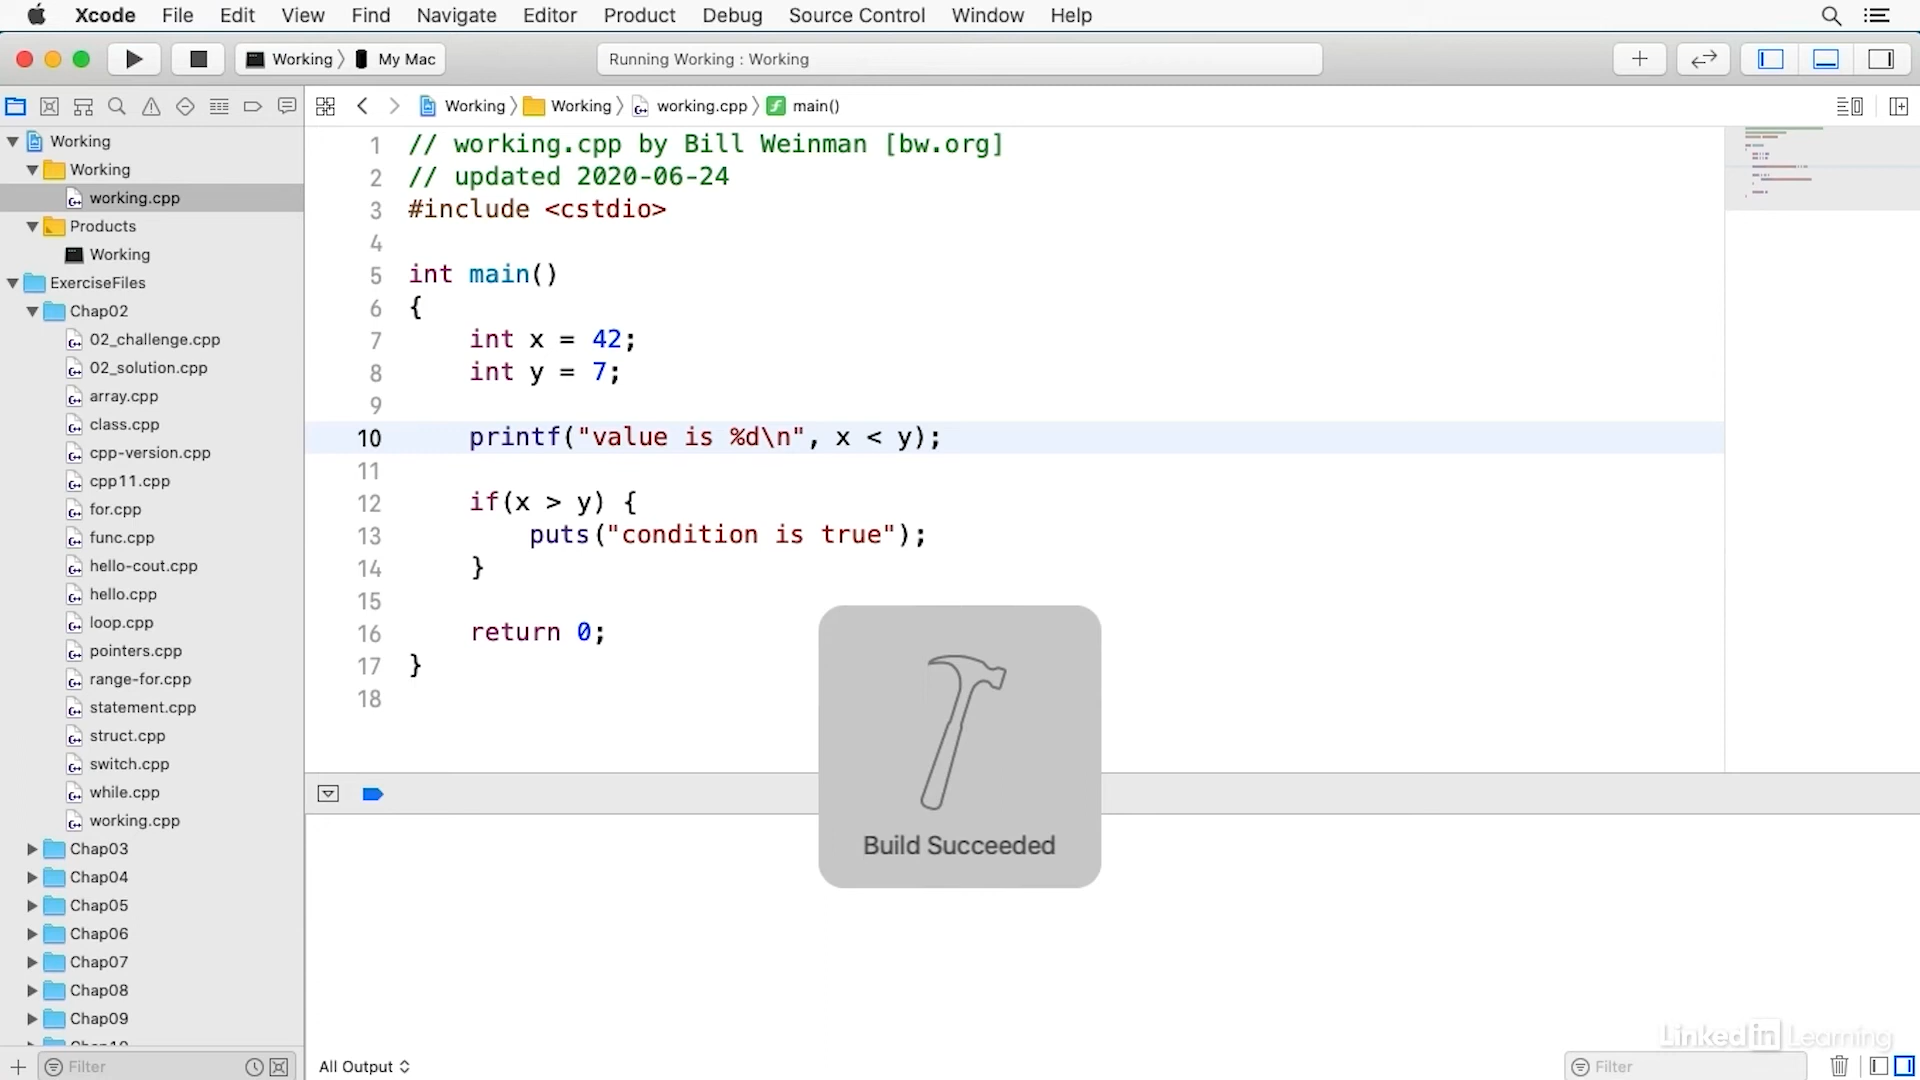 Xcode File Edit View Find Navigate Editor Product Debug Source Control Window Help
Working My Mac Running Working : Working
Working Working working.cpp main()
Working
Working
working.cpp
Products
Working
ExerciseFiles
Chap02
02_challenge.cpp
02_solution.cpp
array.cpp
class.cpp
cpp-version.cpp
cpp11.cpp
for.cpp
func.cpp
hello-cout.cpp
hello.cpp
loop.cpp
pointers.cpp
range-for.cpp
statement.cpp
struct.cpp
switch.cpp
while.cpp
working.cpp
Chap03
Chap04
Chap05
Chap06
Chap07
Chap08
Chap09
Filter
1 // working.cpp by Bill Weinman [bw.org]
2 // updated 2020-06-24
3 #include <cstdio>
4
5 int main()
6 {
7 int x = 42;
8 int y = 7;
9
10 printf("value is %d\n", x < y);
11
12 if(x > y) {
13 puts("condition is true");
14 }
15
16 return 0;
17 }
18
Build Succeeded
All Output
Filter
Linked in Learning